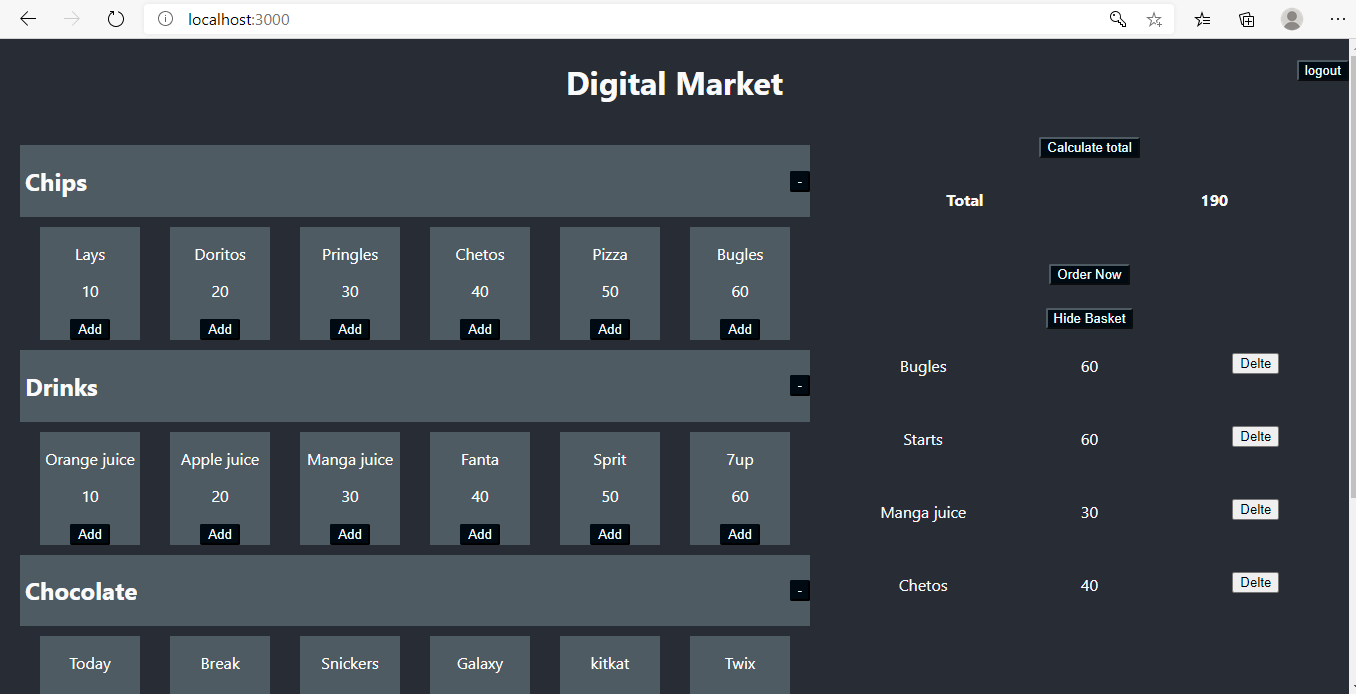 localhost:3000
Digital Market
logout
Chips
-
Lays Doritos Pringles Chetos Pizza Bugles
10 20 30 40 50 60
Add Add Add Add Add Add
Drinks
-
Orange juice Apple juice Manga juice Fanta Sprit 7up
10 20 30 40 50 60
Add Add Add Add Add Add
Chocolate
-
Today Break Snickers Galaxy kitkat Twix
Calculate total
Total 190
Order Now
Hide Basket
Bugles 60 Delte
Starts 60 Delte
Manga juice 30 Delte
Chetos 40 Delte